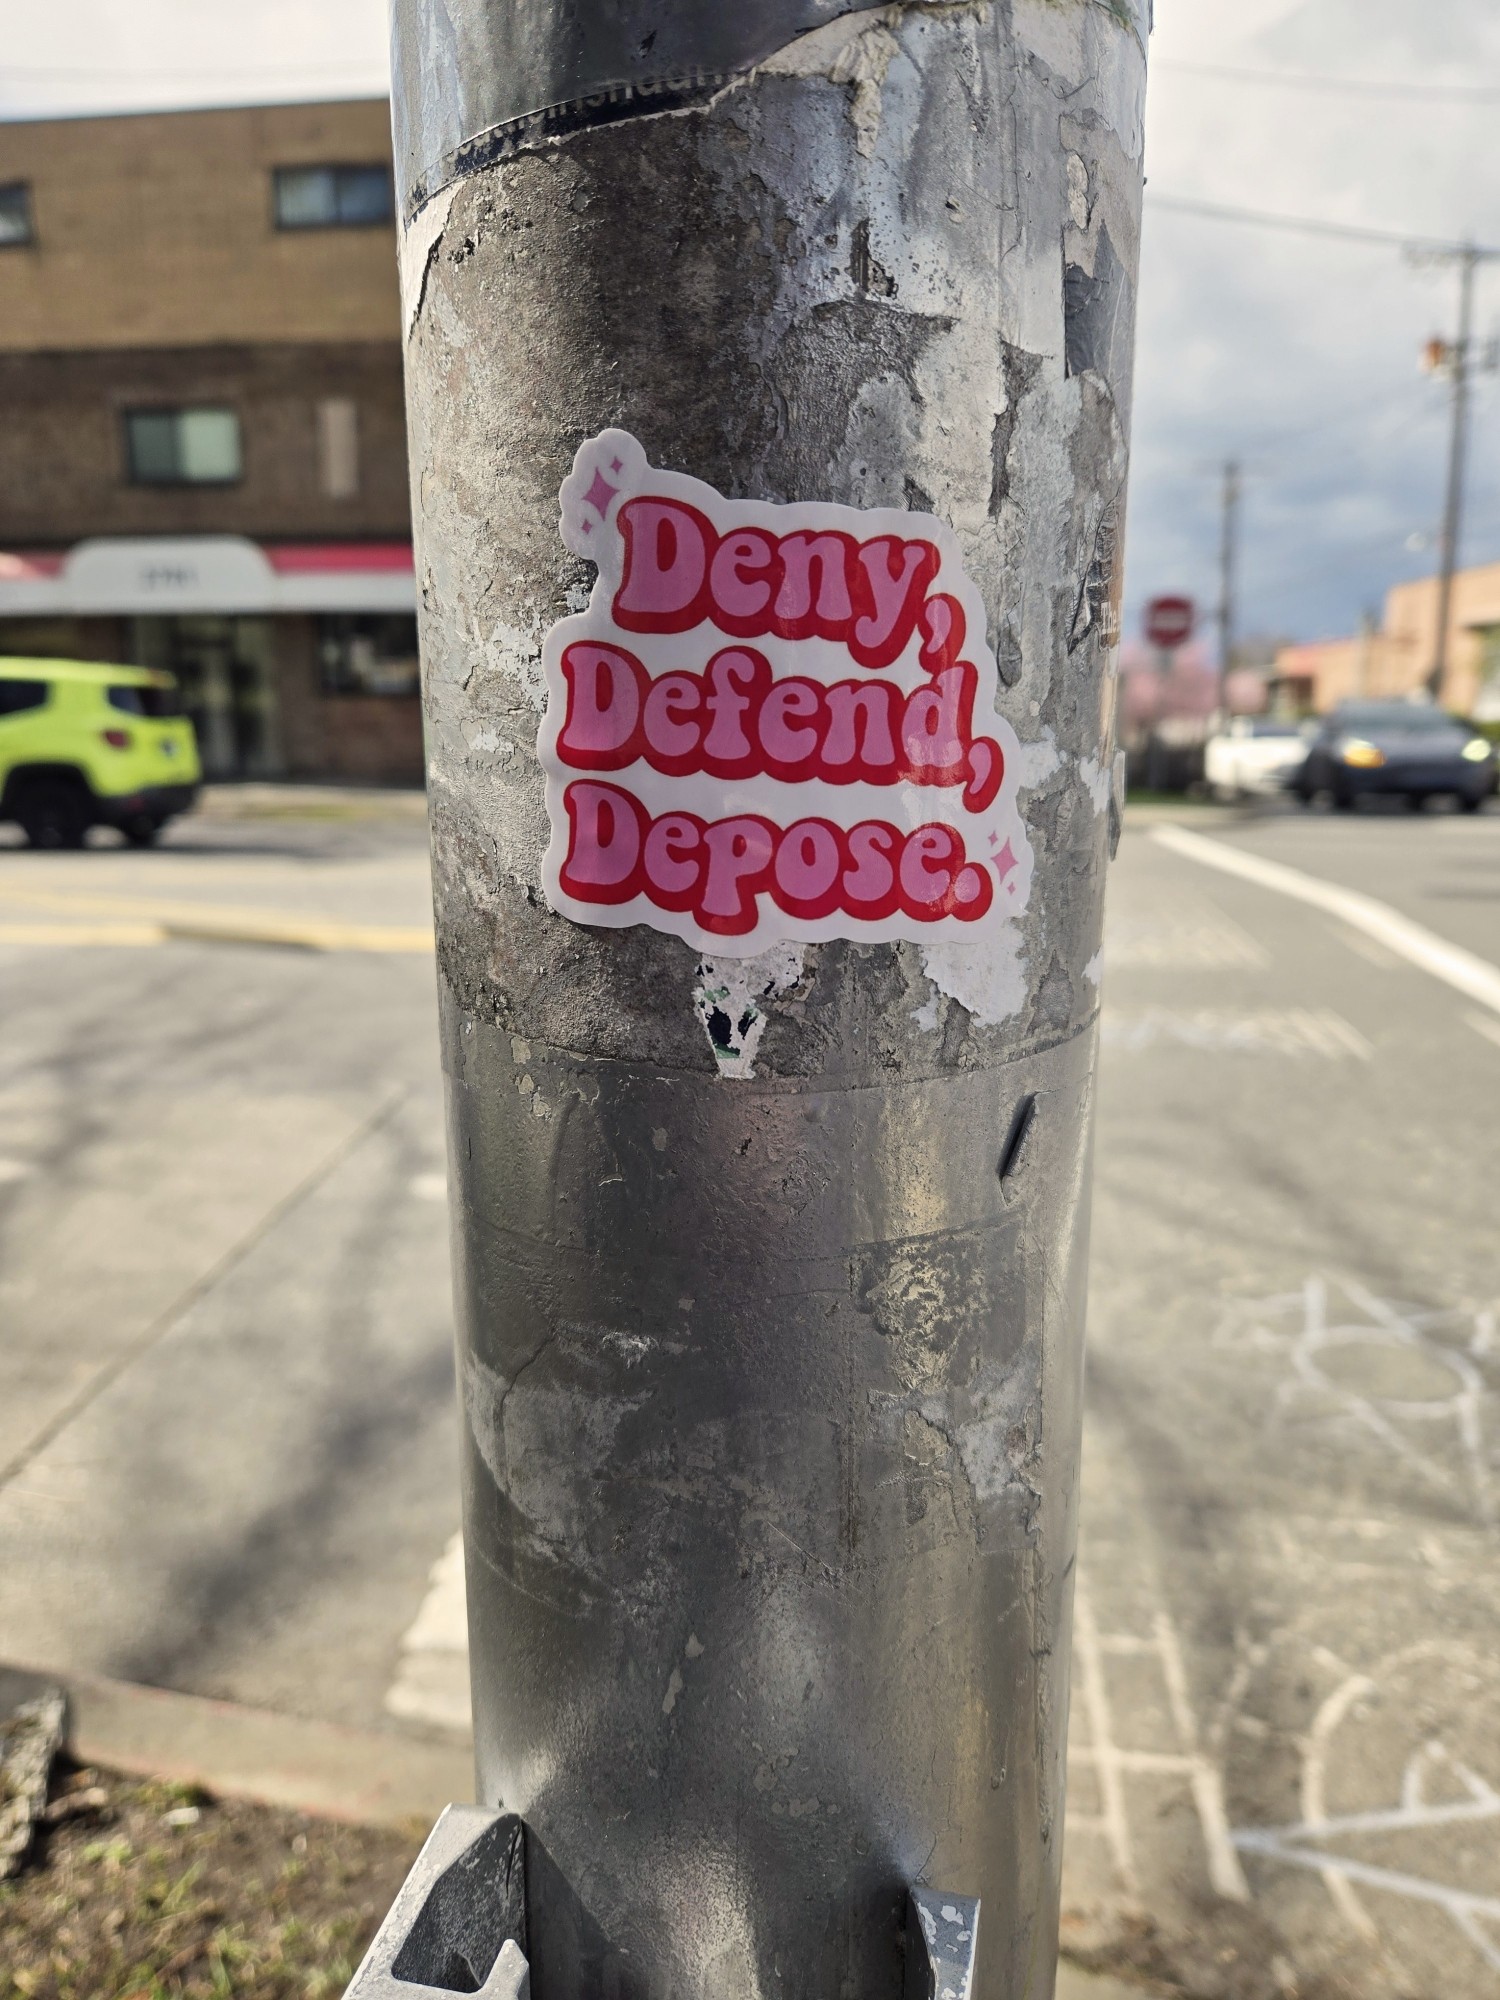 Deny,
Defend,
Depose.